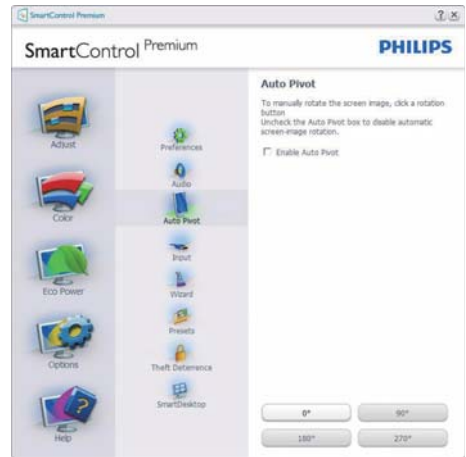 SmartControl Premium
SmartControl Premium
PHILIPS
Adjust
Color
Eco Power
Options
Help
Preferences
Audio
Auto Pivot
Input
Wizard
Presets
Theft Deterrence
SmartDesktop
Auto Pivot
To manually rotate the screen image, click a rotation
button
Uncheck the Auto Pivot box to disable automatic
screen-image rotation.
Enable Auto Pivot
0°
90°
180°
270°